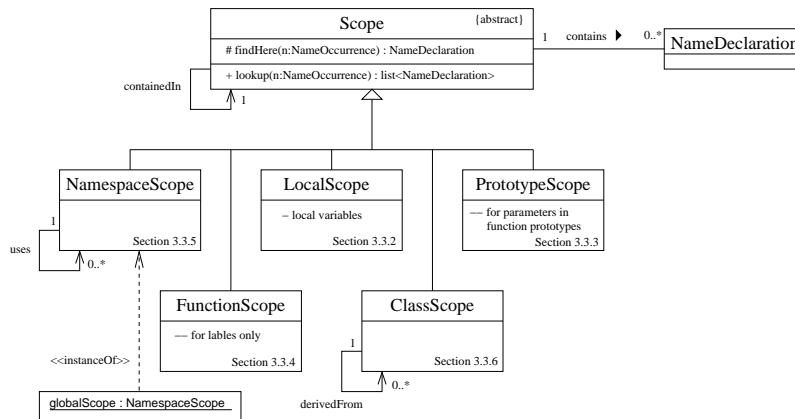 Scope
{abstract}
# findHere(n:NameOccurrence) : NameDeclaration
+ lookup(n:NameOccurrence) : list<NameDeclaration>
1 contains 0..*
NameDeclaration
containedIn
1
NamespaceScope
Section 3.3.5
1
uses
0..*
LocalScope
– local variables
Section 3.3.2
PrototypeScope
–– for parameters in
function prototypes
Section 3.3.3
FunctionScope
–– for lables only
Section 3.3.4
ClassScope
Section 3.3.6
1
0..*
derivedFrom
<<instanceOf>>
globalScope : NamespaceScope